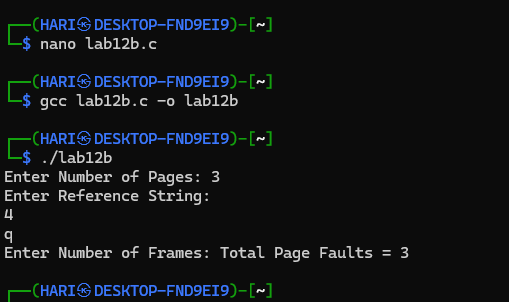 ┌──(HARI㉿DESKTOP-FND9EI9)-[~]
└─$ nano lab12b.c
┌──(HARI㉿DESKTOP-FND9EI9)-[~]
└─$ gcc lab12b.c -o lab12b
┌──(HARI㉿DESKTOP-FND9EI9)-[~]
└─$ ./lab12b
Enter Number of Pages: 3
Enter Reference String:
4
q
Enter Number of Frames: Total Page Faults = 3
┌──(HARI㉿DESKTOP-FND9EI9)-[~]